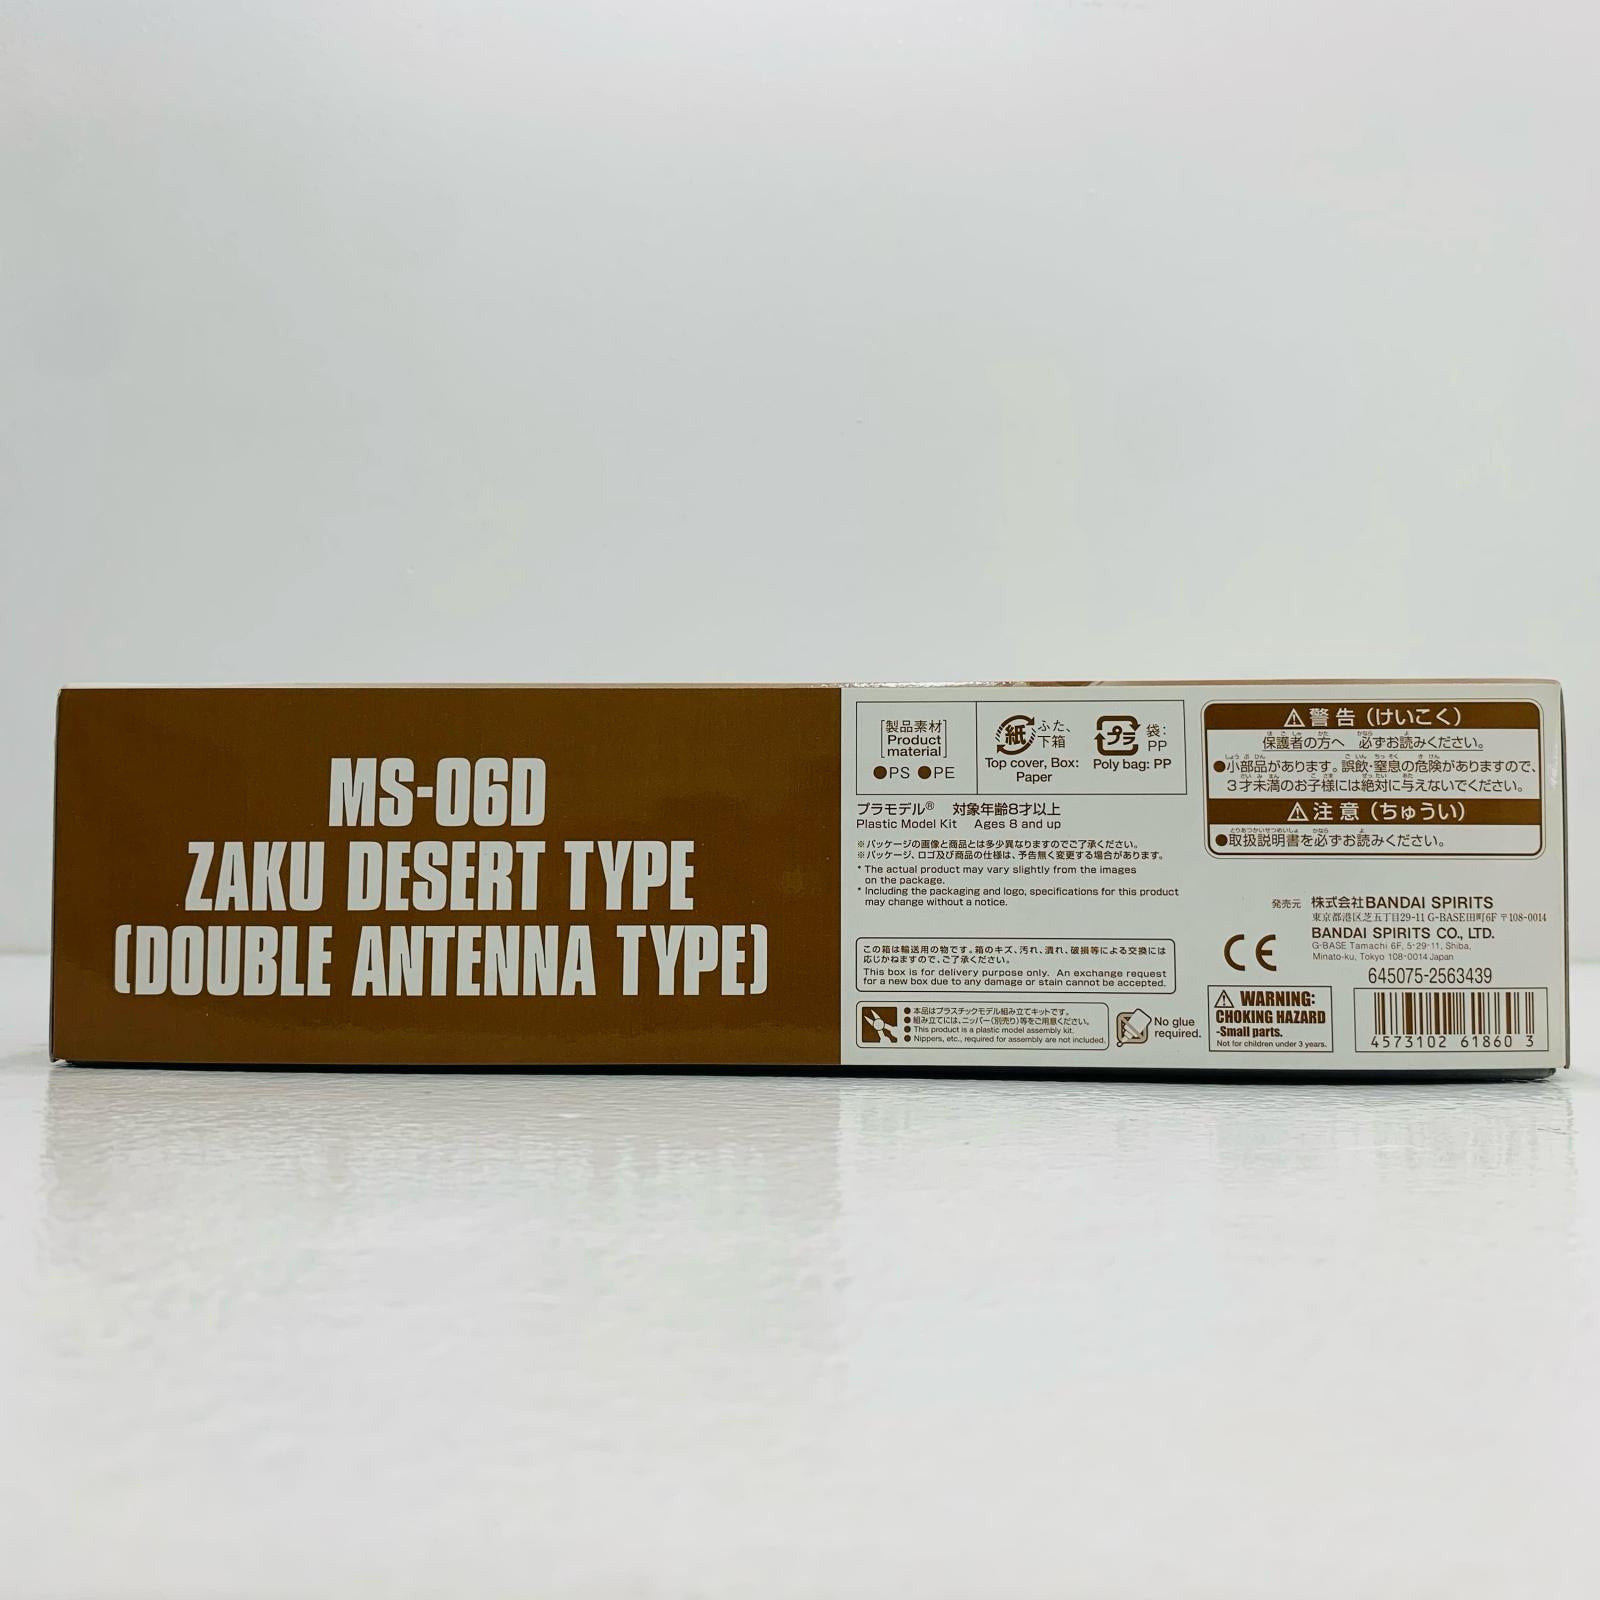 MS-06D
ZAKU DESERT TYPE
(DOUBLE ANTENNA TYPE)
[製品素材]
Product
material
●PS ●PE
紙
ふた、
下箱
Top cover, Box:
Paper
プラ
袋:
PP
Poly bag: PP
プラモデル® 対象年齢8才以上
Plastic Model Kit Ages 8 and up
※パッケージの画像と商品とは多少異なりますのでご了承ください。
※パッケージ、ロゴ及び商品の仕様は、予告無く変更する場合があります。
* The actual product may vary slightly from the images
on the package.
* Including the packaging and logo, specifications for this product
may change without a notice.
この箱は輸送用の物です。箱のキズ、汚れ、潰れ、破損等による交換には
応じかねますので、ご了承ください。
This box is for delivery purpose only. An exchange request
for a new box due to any damage or stain cannot be accepted.
●本品はプラスチックモデル組み立てキットです。
●組み立てには、ニッパー(別売り)等をご用意ください。
●This product is a plastic model assembly kit.
●Nippers, etc., required for assembly are not included.
No glue
required.
⚠警告(けいこく)
保護者の方へ 必ずお読みください。
●小部品があります。誤飲・窒息の危険がありますので、
3才未満のお子様には絶対に与えないでください。
⚠注意(ちゅうい)
●取扱説明書を必ずお読みください。
発売元 株式会社BANDAI SPIRITS
東京都港区芝五丁目29-11 G-BASE田町6F 〒108-0014
BANDAI SPIRITS CO., LTD.
G-BASE Tamachi 6F, 5-29-11, Shiba,
Minato-ku, Tokyo 108-0014 Japan
CE
645075-2563439
⚠WARNING:
CHOKING HAZARD
-Small parts.
Not for children under 3 years.
4573102 61860 3